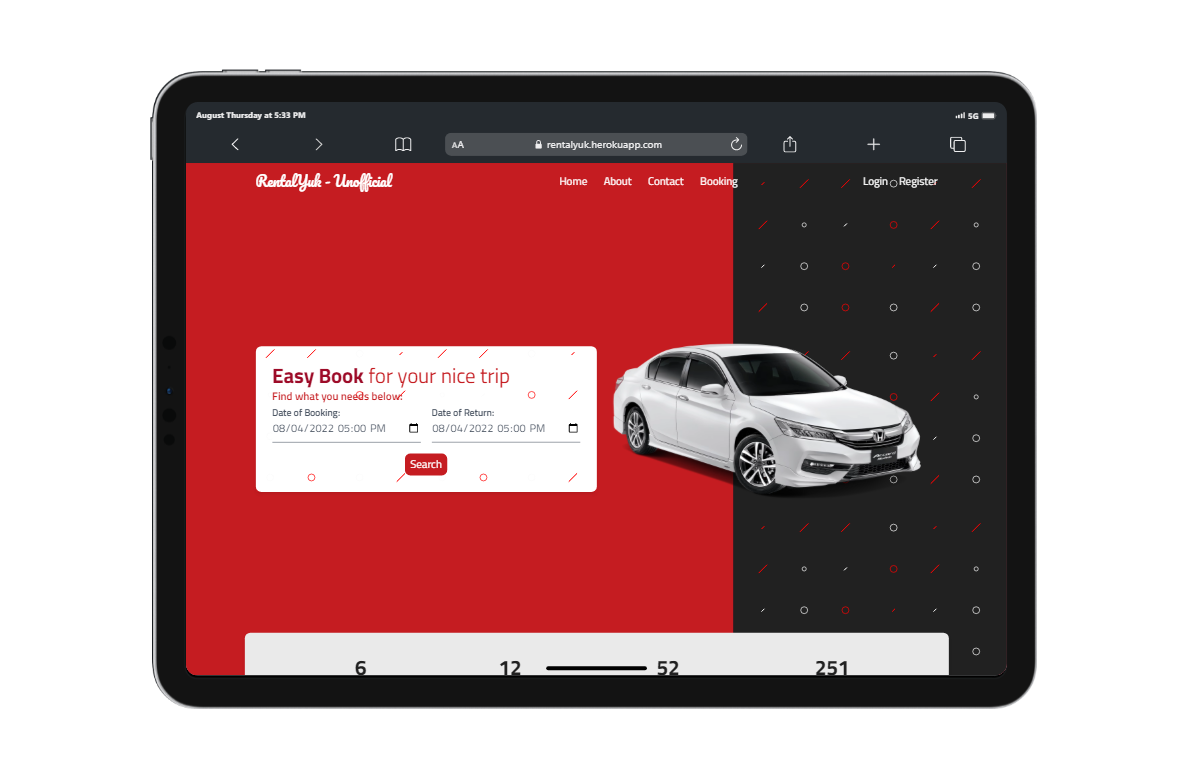 August Thursday at 5:33 PM
5G
AA
rentalyuk.herokuapp.com
RentalYuk - Unofficial
Home About Contact Booking
Login Register
Easy Book for your nice trip
Find what you needs below:
Date of Booking: Date of Return:
08/04/2022 05:00 PM 08/04/2022 05:00 PM
Search
Accord
6 12 52 251